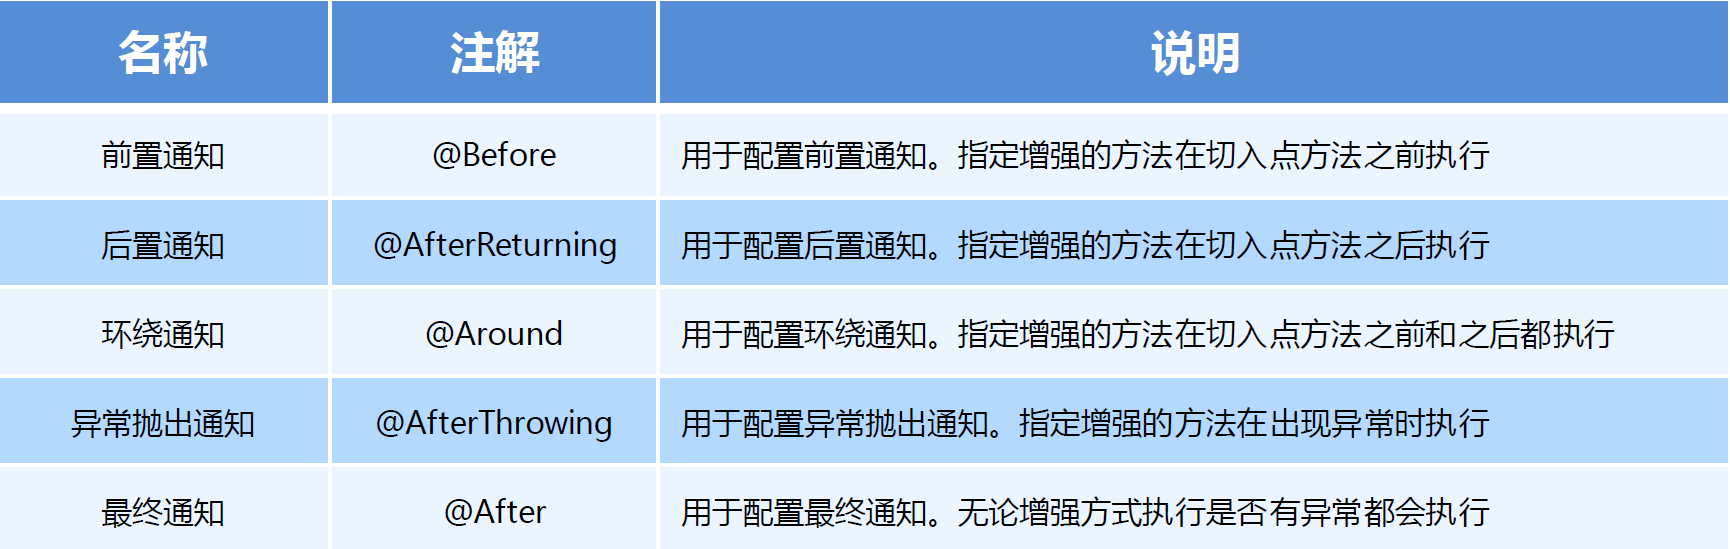 名称 注解 说明
前置通知 @Before 用于配置前置通知。指定增强的方法在切入点方法之前执行
后置通知 @AfterReturning 用于配置后置通知。指定增强的方法在切入点方法之后执行
环绕通知 @Around 用于配置环绕通知。指定增强的方法在切入点方法之前和之后都执行
异常抛出通知 @AfterThrowing 用于配置异常抛出通知。指定增强的方法在出现异常时执行
最终通知 @After 用于配置最终通知。无论增强方式执行是否有异常都会执行